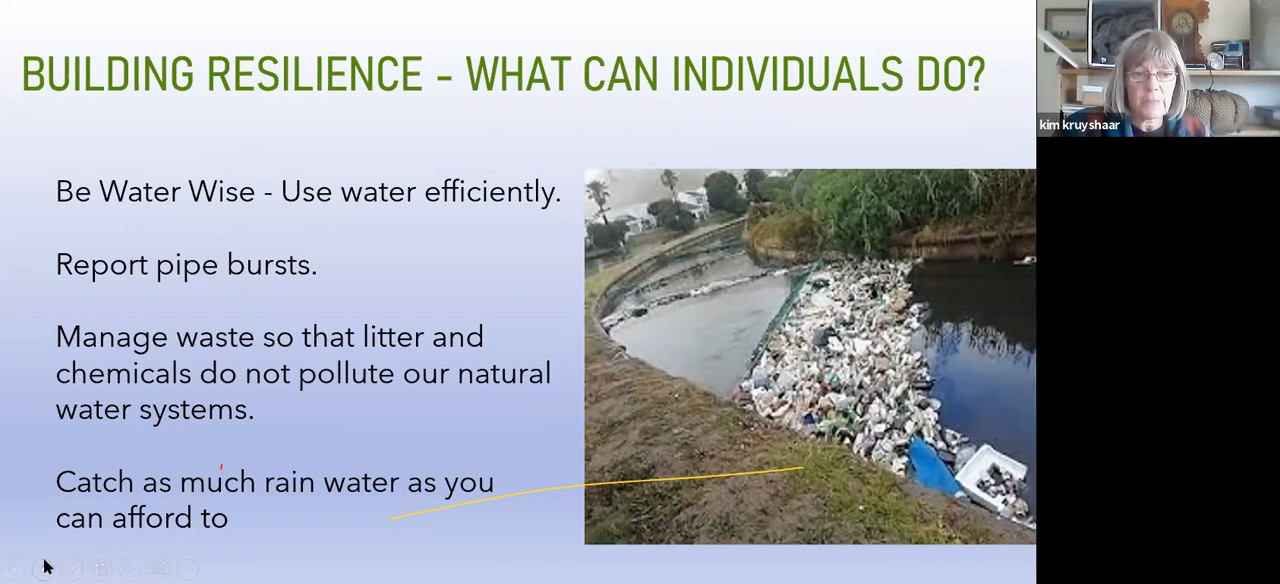 BUILDING RESILIENCE - WHAT CAN INDIVIDUALS DO?
kim kruyshaar
Be Water Wise - Use water efficiently.
Report pipe bursts.
Manage waste so that litter and
chemicals do not pollute our natural
water systems.
Catch as much rain water as you
can afford to